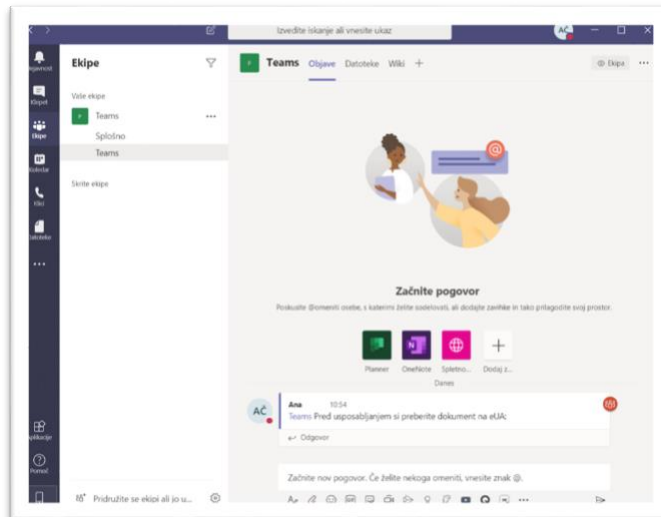 Izvedite iskanje ali vnesite ukaz
AČ
Dejavnost
Klepet
Ekipe
Koledar
Klici
Datoteke
Aplikacije
Pomoč
Ekipe
Vaše ekipe
Teams
Splošno
Teams
Skrite ekipe
Pridružite se ekipi ali jo u...
Teams Objave Datoteke Wiki +
Ekipa
Začnite pogovor
Poskusite @omeniti osebe, s katerimi želite sodelovati, ali dodajte zavihke in tako prilagodite svoj prostor.
Planner OneNote Spletno... Dodaj z...
Danes
AČ
Ana 10:54
Teams Pred usposabljanjem si preberite dokument na eUA:
Odgovor
Začnite nov pogovor. Če želite nekoga omeniti, vnesite znak @.